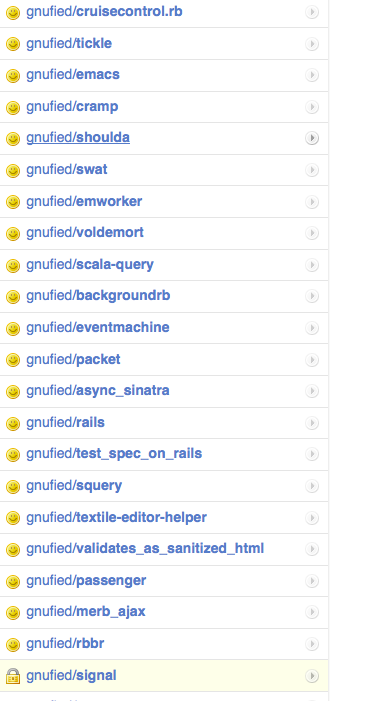 gnufied/cruisecontrol.rb
gnufied/tickle
gnufied/emacs
gnufied/cramp
gnufied/shoulda
gnufied/swat
gnufied/emworker
gnufied/voldemort
gnufied/scala-query
gnufied/backgroundrb
gnufied/eventmachine
gnufied/packet
gnufied/async_sinatra
gnufied/rails
gnufied/test_spec_on_rails
gnufied/squery
gnufied/textile-editor-helper
gnufied/validates_as_sanitized_html
gnufied/passenger
gnufied/merb_ajax
gnufied/rbbr
gnufied/signal